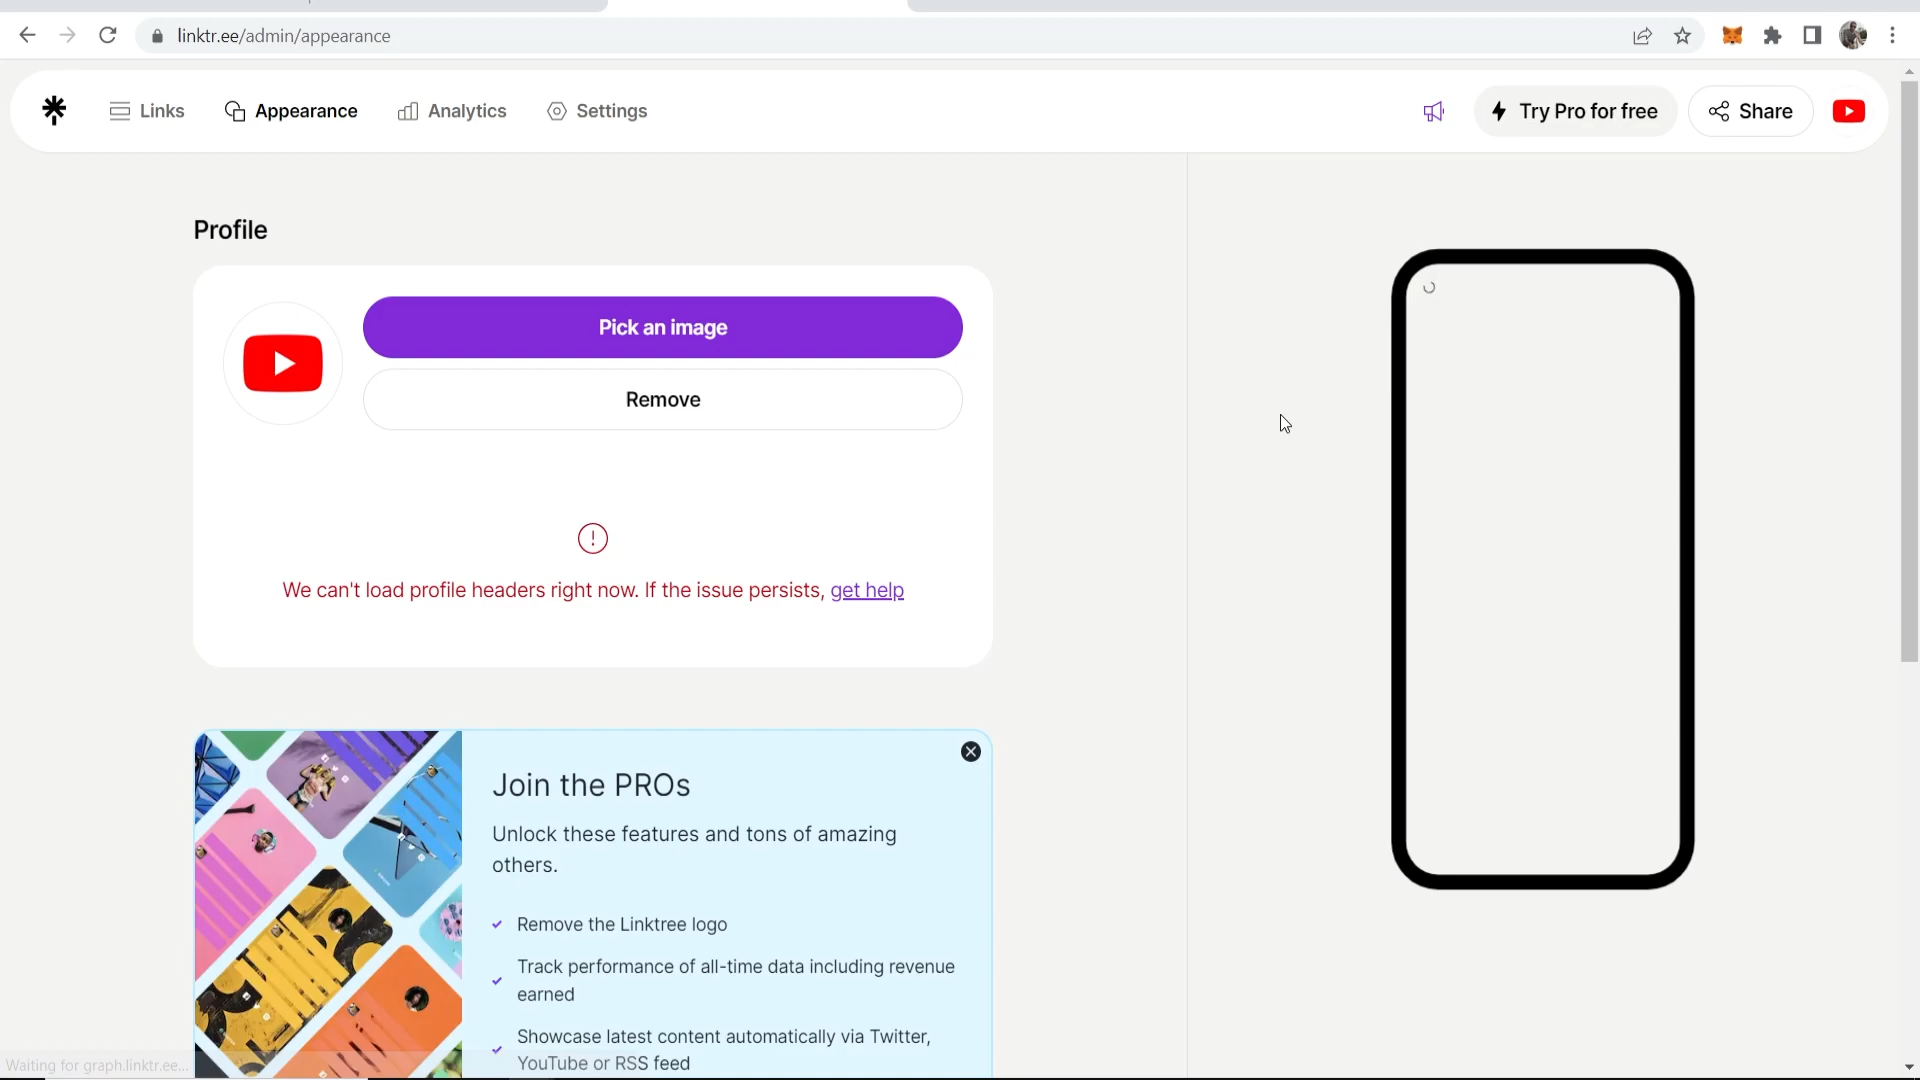 linktr.ee/admin/appearance
Links
Appearance
Analytics
Settings
Try Pro for free
Share
Profile
Pick an image
Remove
We can't load profile headers right now. If the issue persists, get help
Join the PROs
Unlock these features and tons of amazing
others.
Remove the Linktree logo
Track performance of all-time data including revenue
earned
Showcase latest content automatically via Twitter,
YouTube or RSS feed
Waiting for graph.linktr.ee...